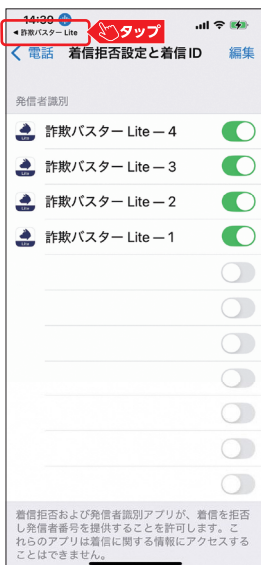 14:39
◀ 詐欺バスター Lite
タップ
電話 着信拒否設定と着信ID 編集
発信者識別
詐欺バスター Lite — 4
詐欺バスター Lite — 3
詐欺バスター Lite — 2
詐欺バスター Lite — 1
着信拒否および発信者識別アプリが、着信を拒否
し発信者番号を提供することを許可します。こ
れらのアプリは着信に関する情報にアクセスする
ことはできません。